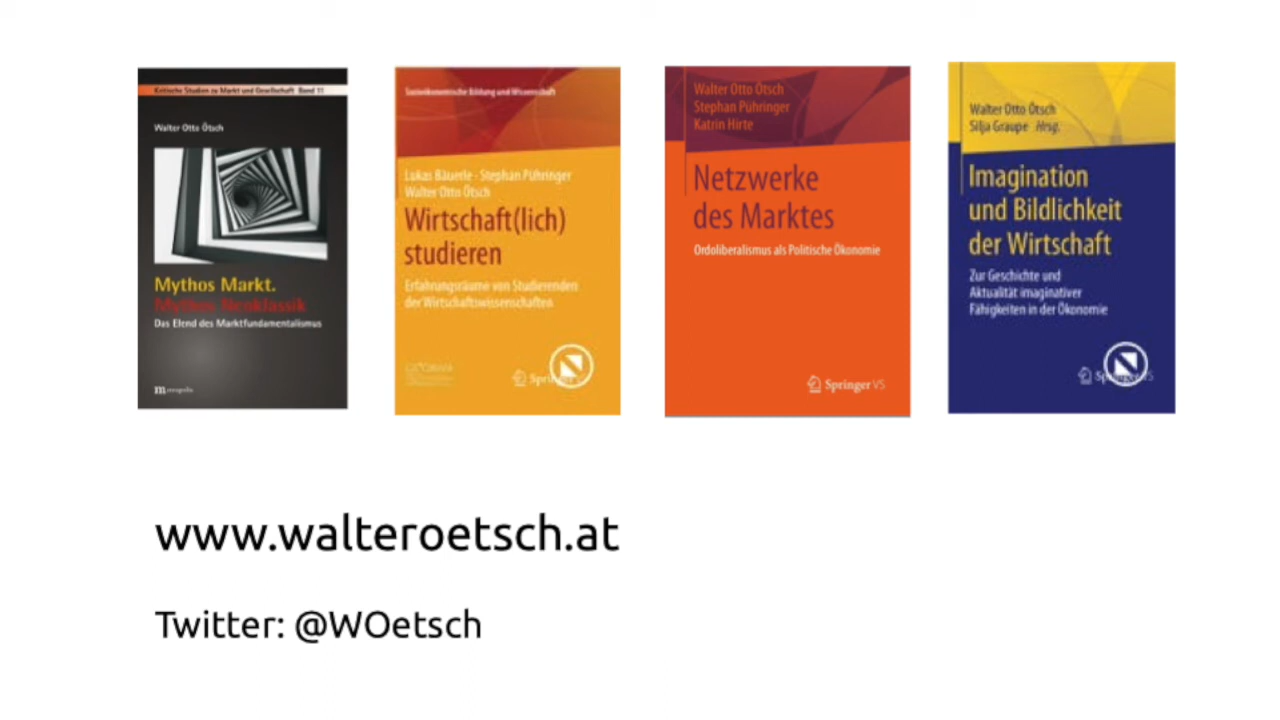 Kritische Studien zu Markt und Gesellschaft Band 11
Walter Otto Ötsch
Mythos Markt.
Mythos Neoklassik
Das Elend des Marktfundamentalismus
metropolis
Sozioökonomische Bildung und Wissenschaft
Lukas Bäuerle · Stephan Pühringer
Walter Otto Ötsch
Wirtschaft(lich)
studieren
Erfahrungsräume von Studierenden
der Wirtschaftswissenschaften
Walter Otto Ötsch
Stephan Pühringer
Katrin Hirte
Netzwerke
des Marktes
Ordoliberalismus als Politische Ökonomie
Springer VS
Walter Otto Ötsch
Silja Graupe Hrsg.
Imagination
und Bildlichkeit
der Wirtschaft
Zur Geschichte und
Aktualität imaginativer
Fähigkeiten in der Ökonomie
www.walteroetsch.at
Twitter: @WOetsch